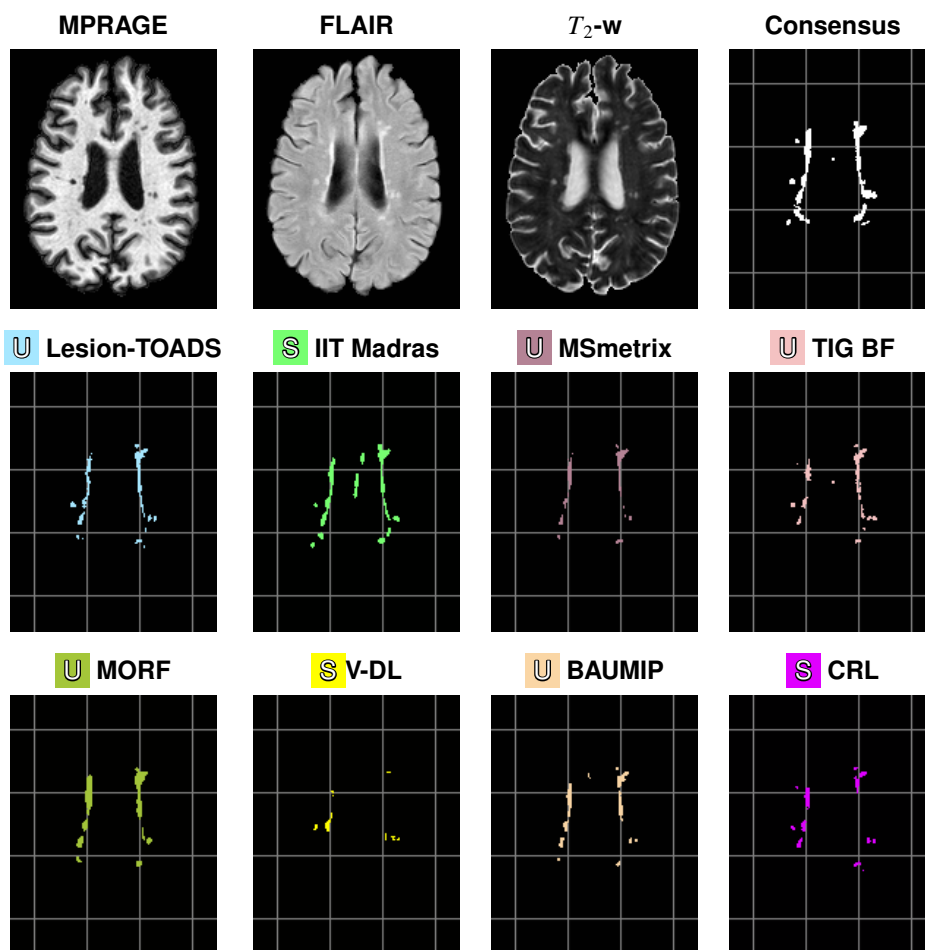 MPRAGE FLAIR T₂-w Consensus
U Lesion-TOADS S IIT Madras U MSmetrix U TIG BF
U MORF S V-DL U BAUMIP S CRL